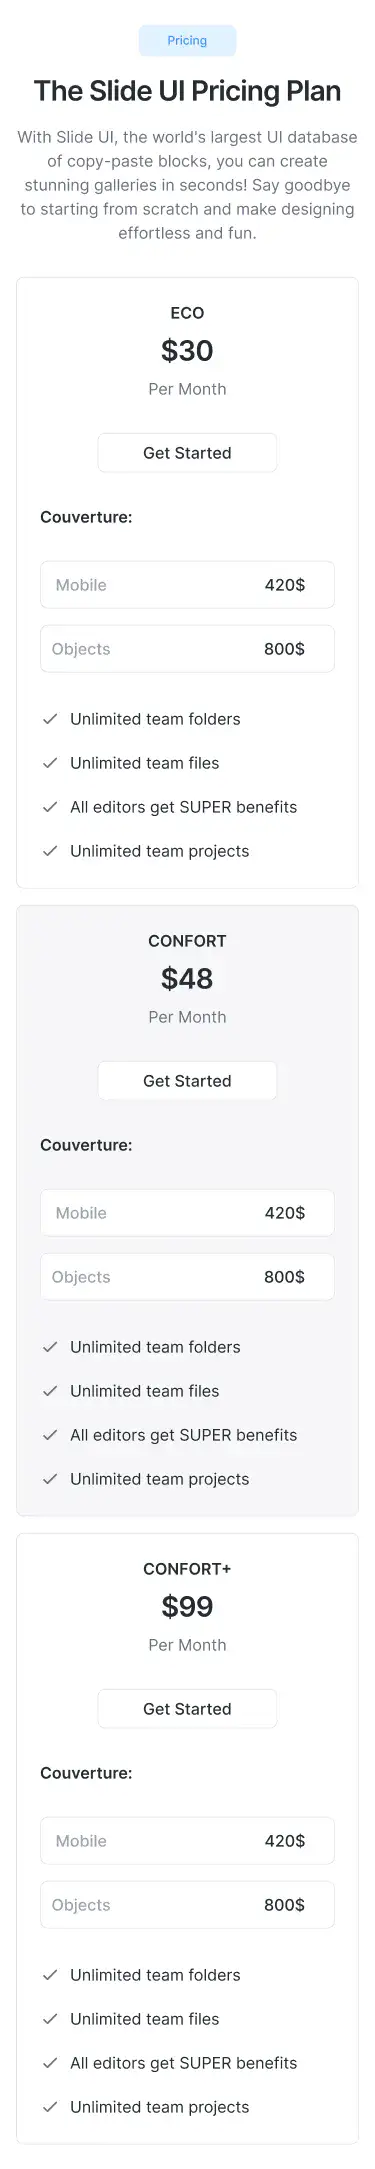 Pricing
The Slide UI Pricing Plan
With Slide UI, the world's largest UI database
of copy-paste blocks, you can create
stunning galleries in seconds! Say goodbye
to starting from scratch and make designing
effortless and fun.
ECO
$30
Per Month
Get Started
Couverture:
Mobile 420$
Objects 800$
Unlimited team folders
Unlimited team files
All editors get SUPER benefits
Unlimited team projects
CONFORT
$48
Per Month
Get Started
Couverture:
Mobile 420$
Objects 800$
Unlimited team folders
Unlimited team files
All editors get SUPER benefits
Unlimited team projects
CONFORT+
$99
Per Month
Get Started
Couverture:
Mobile 420$
Objects 800$
Unlimited team folders
Unlimited team files
All editors get SUPER benefits
Unlimited team projects